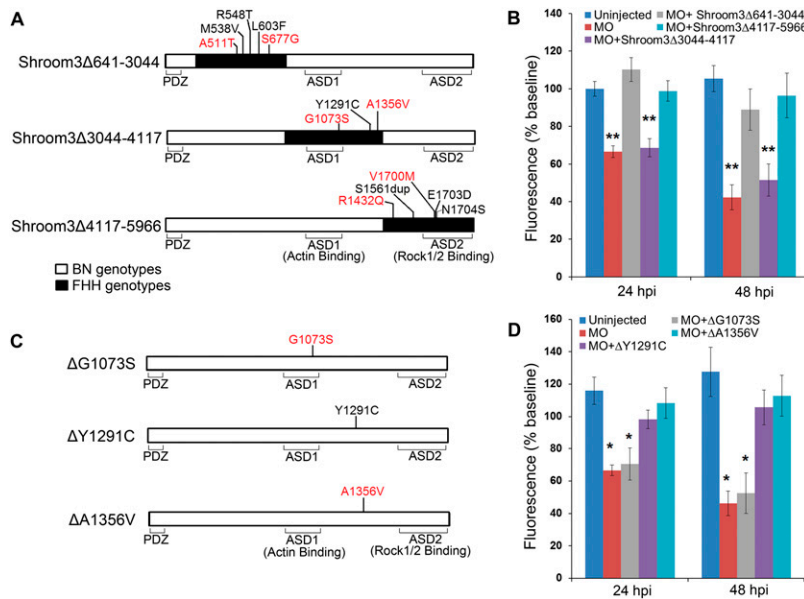 A
R548T
M538V
L603F
A511T
S677G
Shroom3Δ641-3044
PDZ
ASD1
ASD2
Y1291C
A1356V
G1073S
Shroom3Δ3044-4117
PDZ
ASD1
ASD2
V1700M
S1561dup
E1703D
R1432Q
N1704S
Shroom3Δ4117-5966
PDZ
ASD1
ASD2
(Actin Binding)
(Rock1/2 Binding)
BN genotypes
FHH genotypes
B
Uninjected
MO+ Shroom3Δ641-3044
MO
MO+Shroom3Δ4117-5966
MO+Shroom3Δ3044-4117
Fluorescence (% baseline)
140
120
100
80
60
40
20
0
**
**
**
**
24 hpi
48 hpi
C
G1073S
ΔG1073S
PDZ
ASD1
ASD2
Y1291C
ΔY1291C
PDZ
ASD1
ASD2
A1356V
ΔA1356V
PDZ
ASD1
ASD2
(Actin Binding)
(Rock1/2 Binding)
D
Uninjected
MO+ΔG1073S
MO
MO+ΔA1356V
MO+ΔY1291C
Fluorescence (% baseline)
160
140
120
100
80
60
40
20
0
*
*
*
*
24 hpi
48 hpi